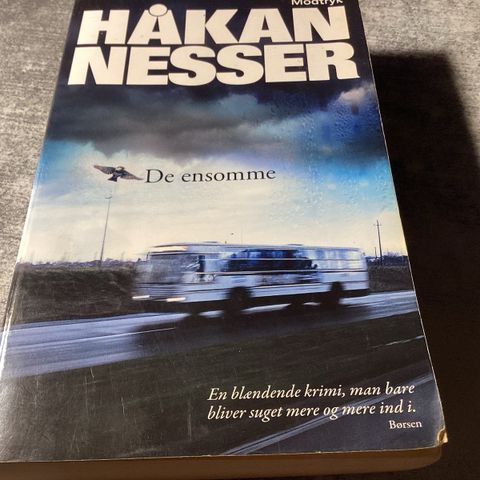 Modtryk
HÅKAN
NESSER
De ensomme
En blændende krimi, man bare
bliver suget mere og mere ind i.
Børsen